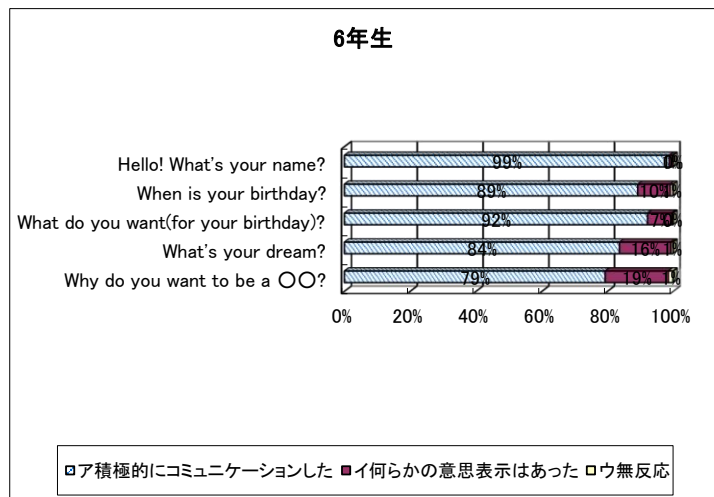 6年生
Hello! What's your name?
99%
When is your birthday?
89% 10%
What do you want(for your birthday)?
92% 7%
What's your dream?
84% 16% 1%
Why do you want to be a 〇〇?
79% 19% 1%
0% 20% 40% 60% 80% 100%
ア積極的にコミュニケーションした イ何らかの意思表示はあった ウ無反応